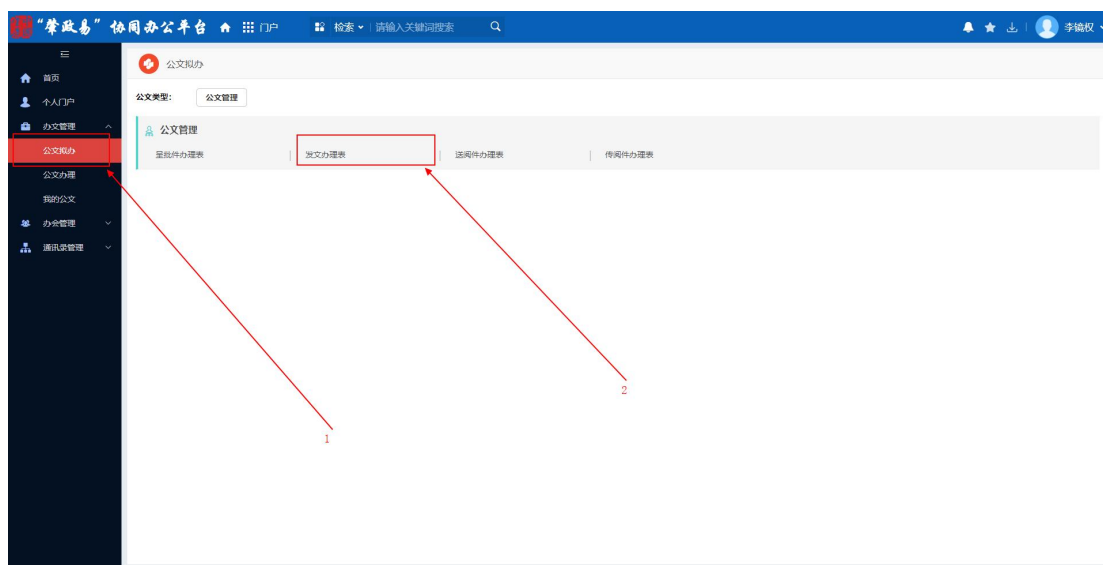 “肇政易”协同办公平台 门户 检索 请输入关键词搜索 李镜权
公文拟办
首页
个人门户
公文类型： 公文管理
办文管理
公文管理
公文拟办
呈批件办理表 发文办理表 送阅件办理表 传阅件办理表
公文办理
我的公文
办会管理
通讯录管理
2
1